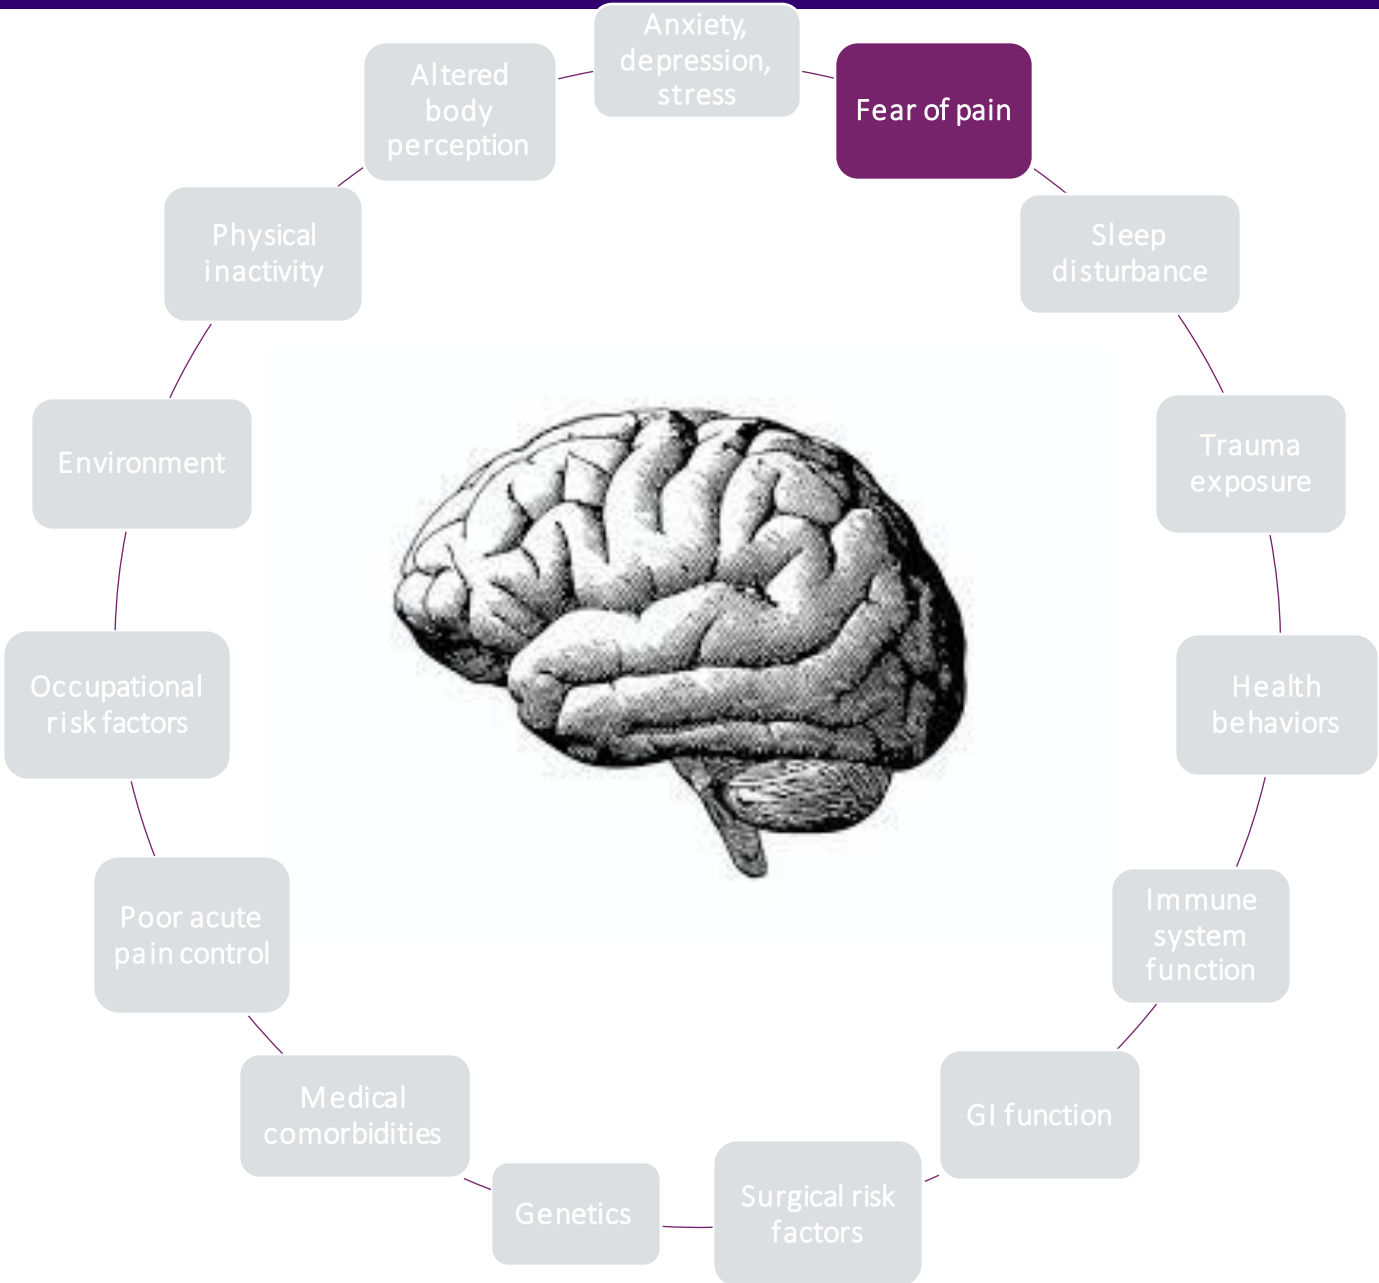 Anxiety,
depression,
stress
Fear of pain
Sleep
disturbance
Trauma
exposure
Health
behaviors
Immune
system
function
GI function
Surgical risk
factors
Genetics
Medical
comorbidities
Poor acute
pain control
Occupational
risk factors
Environment
Physical
inactivity
Altered
body
perception